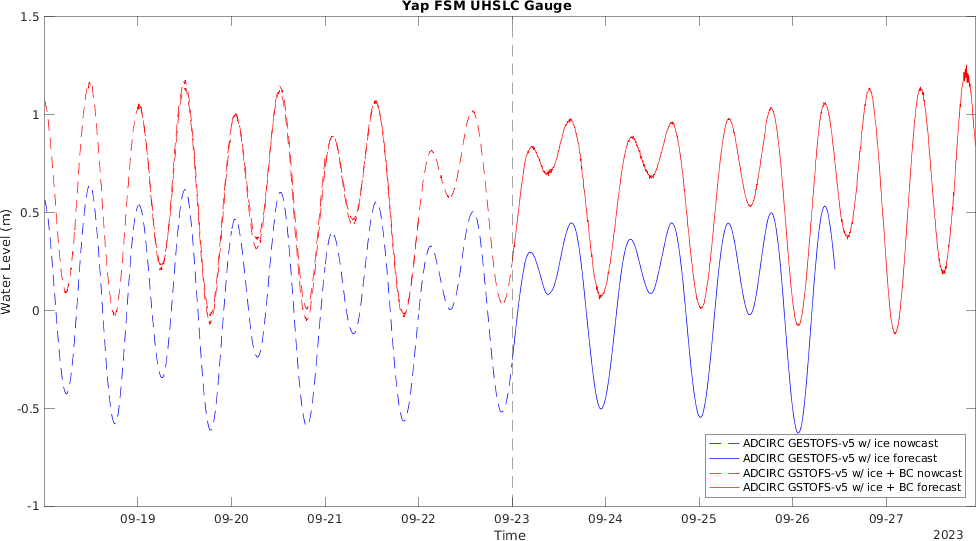 Yap FSM UHSLC Gauge
1.5
1
0.5
0
-0.5
-1
Water Level (m)
ADCIRC GESTOFS-v5 w/ ice nowcast
ADCIRC GESTOFS-v5 w/ ice forecast
ADCIRC GSTOFS-v5 w/ ice + BC nowcast
ADCIRC GSTOFS-v5 w/ ice + BC forecast
09-19 09-20 09-21 09-22 09-23 09-24 09-25 09-26 09-27
Time
2023